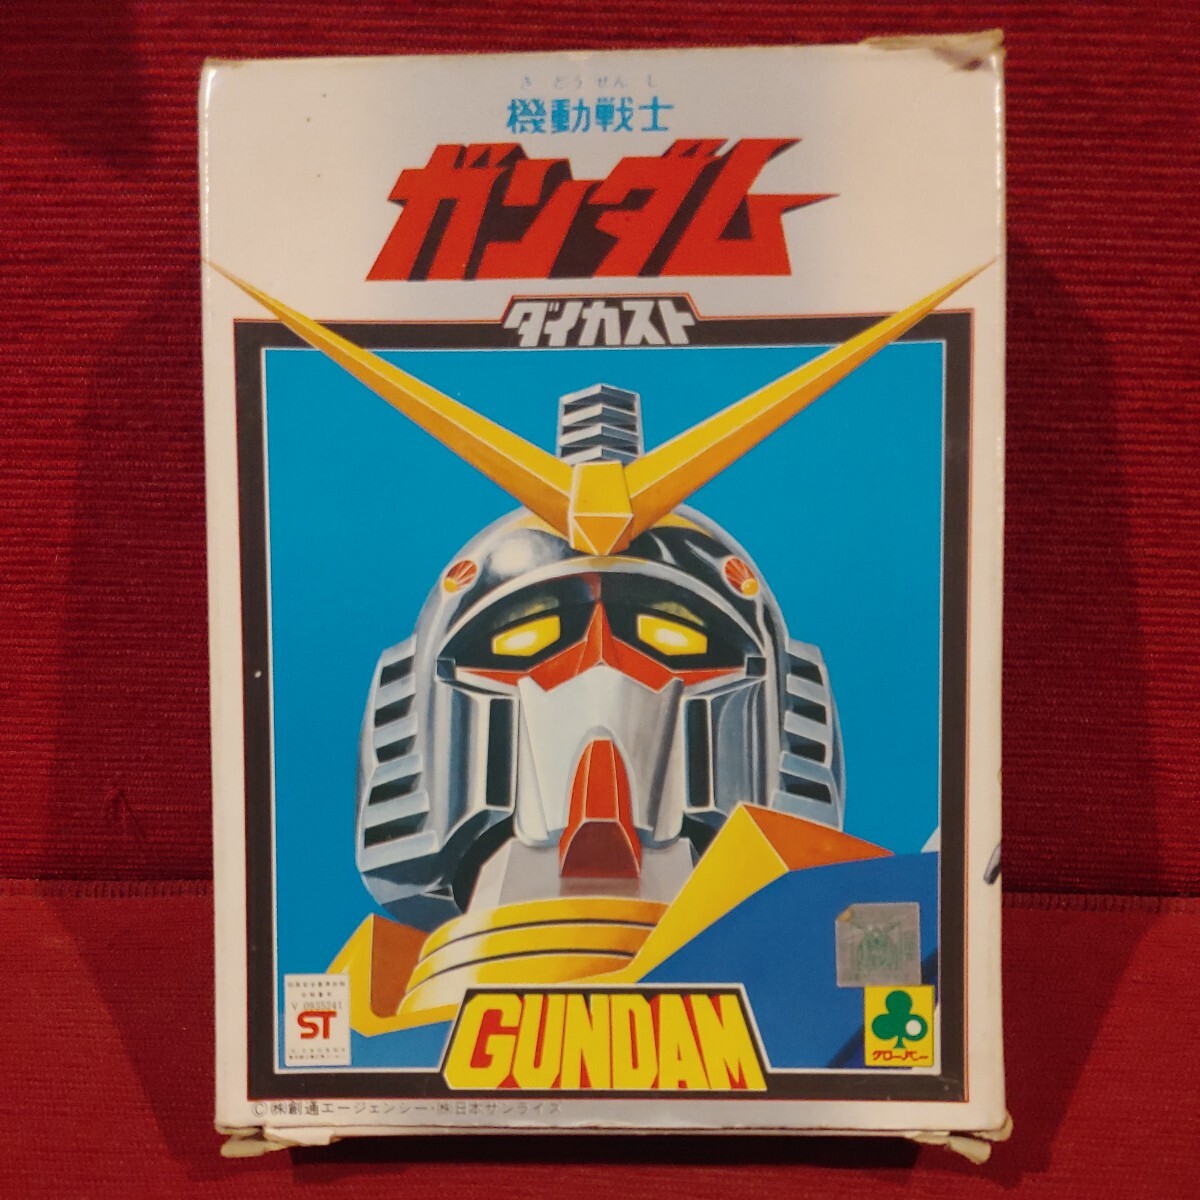 きどうせんし
機動戦士
ガンダム
ダイカスト
V 0935241
ST
GUNDAM
クローバー
©㈱創通エージェンシー・㈱日本サンライズ